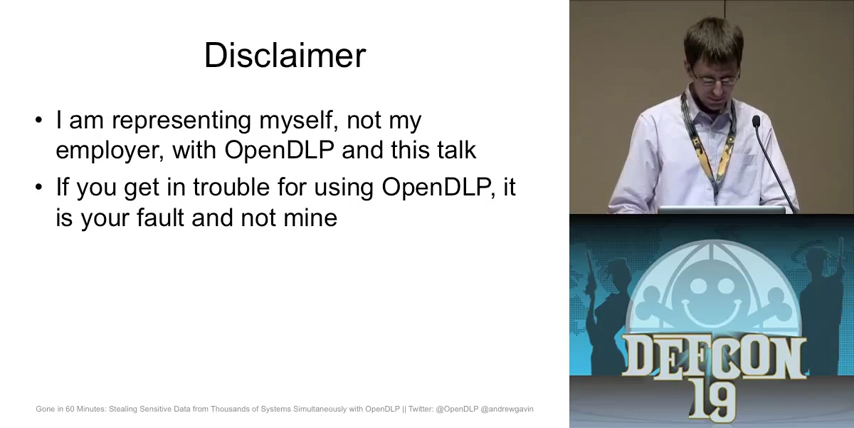 Disclaimer
• I am representing myself, not my
employer, with OpenDLP and this talk
• If you get in trouble for using OpenDLP, it
is your fault and not mine
Gone in 60 Minutes: Stealing Sensitive Data from Thousands of Systems Simultaneously with OpenDLP || Twitter: @OpenDLP @andrewgavin
DEFCON
19